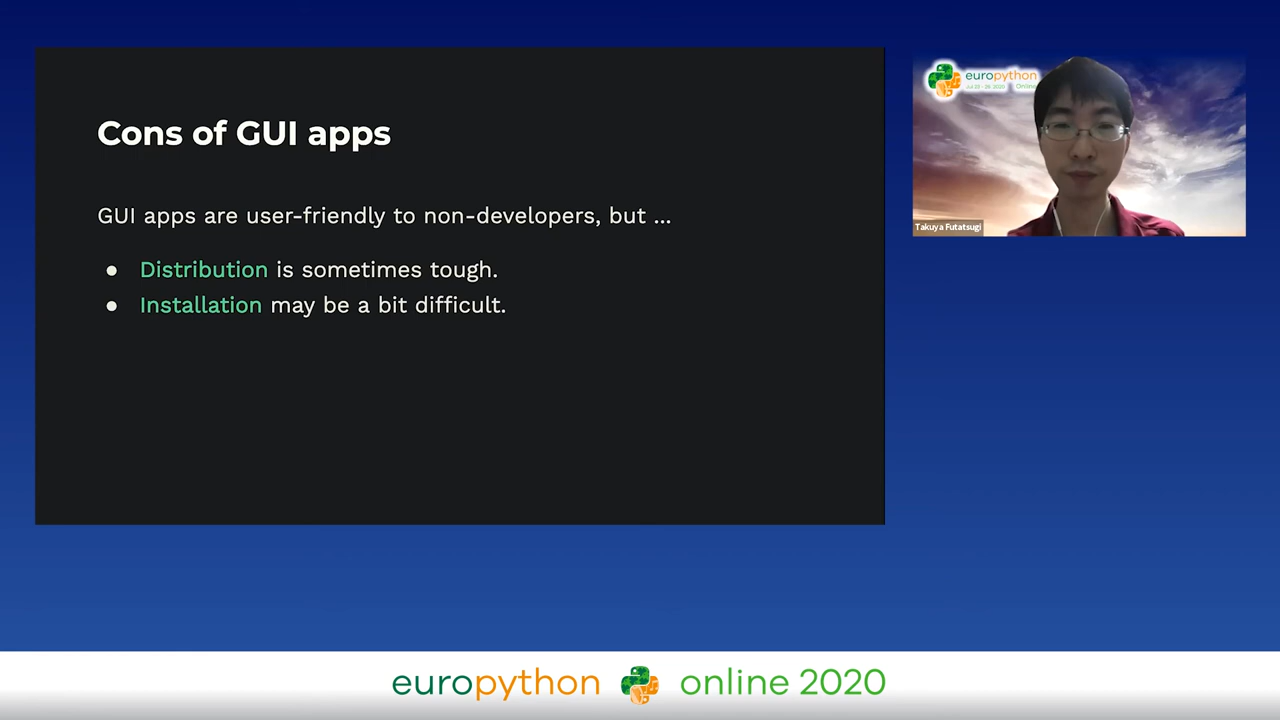 Cons of GUI apps
GUI apps are user-friendly to non-developers, but ...
● Distribution is sometimes tough.
● Installation may be a bit difficult.
europython
Jul 23 - 26 2020 Online
Takuya Futatsugi
europython online 2020